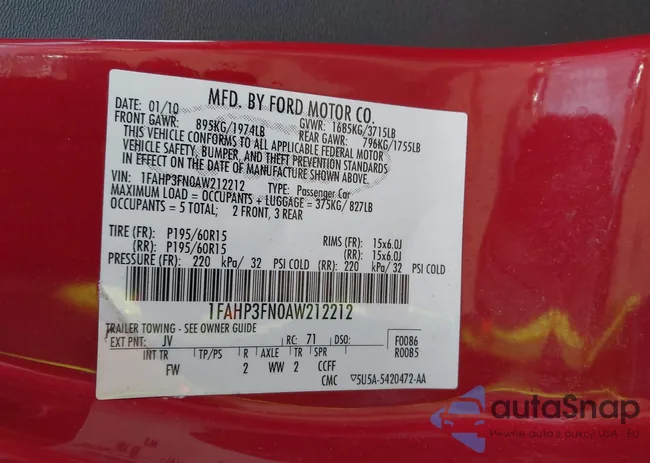 MFD. BY FORD MOTOR CO.
DATE: 01/10
GVWR: 1685KG/3715LB
FRONT GAWR: 895KG/1974LB
REAR GAWR: 796KG/1755LB
THIS VEHICLE CONFORMS TO ALL APPLICABLE FEDERAL MOTOR
VEHICLE SAFETY, BUMPER, AND THEFT PREVENTION STANDARDS
IN EFFECT ON THE DATE OF MANUFACTURE SHOWN ABOVE.
VIN: 1FAHP3FN0AW212212 TYPE: Passenger Car
MAXIMUM LOAD = OCCUPANTS + LUGGAGE = 375KG/827LB
OCCUPANTS = 5 TOTAL; 2 FRONT, 3 REAR
TIRE (FR): P195/60R15 RIMS (FR): 15x6.0J
(RR): P195/60R15 (RR): 15x6.0J
PRESSURE (FR): 220 kPa/ 32 PSI COLD (RR): 220 kPa/ 32 PSI COLD
1FAHP3FN0AW212212
TRAILER TOWING - SEE OWNER GUIDE
EXT PNT: JV RC: 71 DSO: F0086
R0085
INT TR TP/PS R AXLE TR SPR
FW 2 WW 2 CCFF
CMC ▽5U5A-5420472-AA
autoSnap
Pewne auto z aukcji USA - EU